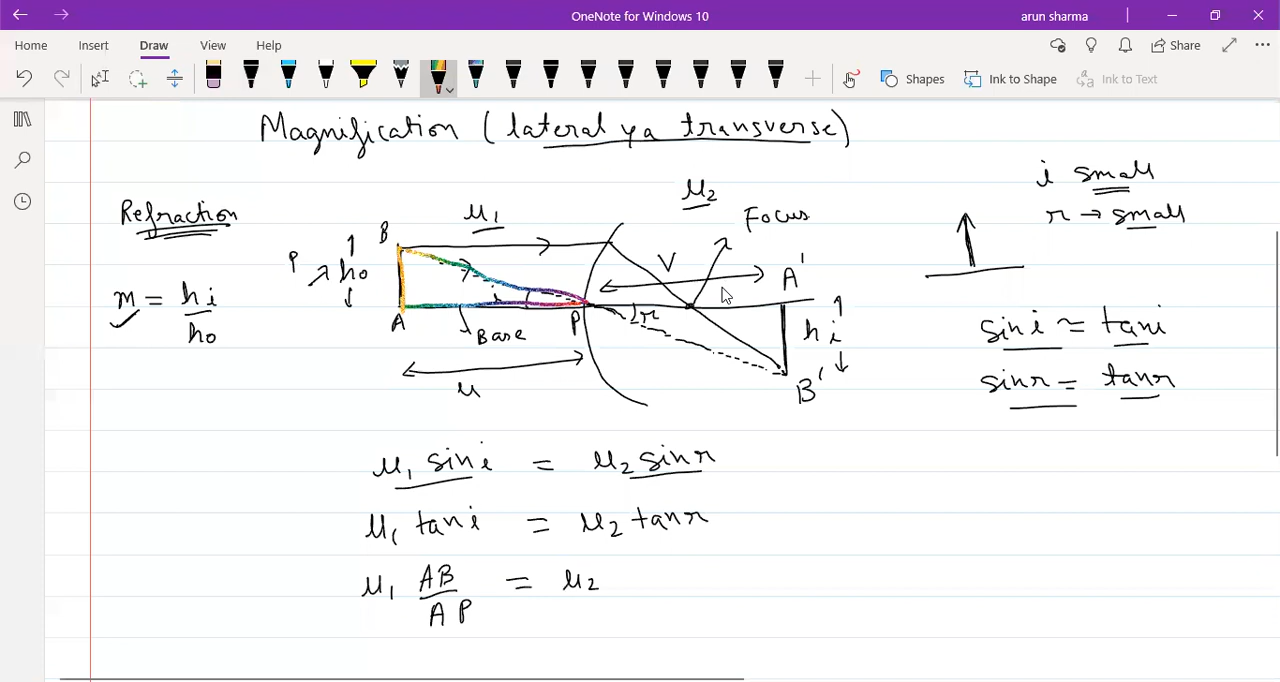 OneNote for Windows 10
arun sharma
Home Insert Draw View Help
Share
Shapes
Ink to Shape
Ink to Text
Magnification (lateral ya transverse)
i small
r → small
Refraction
μ1
μ2
Focus
B
P
ho
V
A'
i
r
m = hi/ho
A
Base
P
hi
sin i ≈ tan i
u
B'
sin r = tan r
μ1 sin i = μ2 sin r
μ1 tan i = μ2 tan r
μ1 AB/AP = μ2